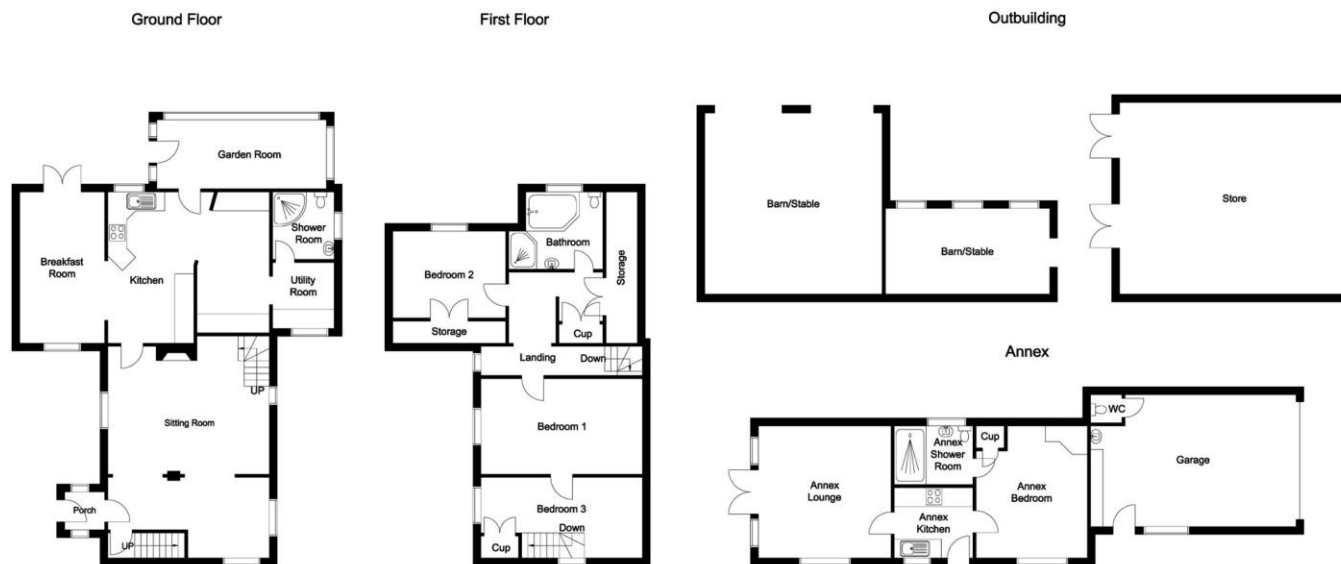 Ground Floor
First Floor
Outbuilding
Garden Room
Shower
Room
Breakfast
Room
Kitchen
Utility
Room
UP
Sitting Room
Porch
UP
Bathroom
Bedroom 2
Storage
Storage
Cup
Landing
Down
Bedroom 1
Bedroom 3
Down
Cup
Barn/Stable
Barn/Stable
Store
Annex
WC
Annex
Shower
Room
Cup
Garage
Annex
Lounge
Annex
Bedroom
Annex
Kitchen